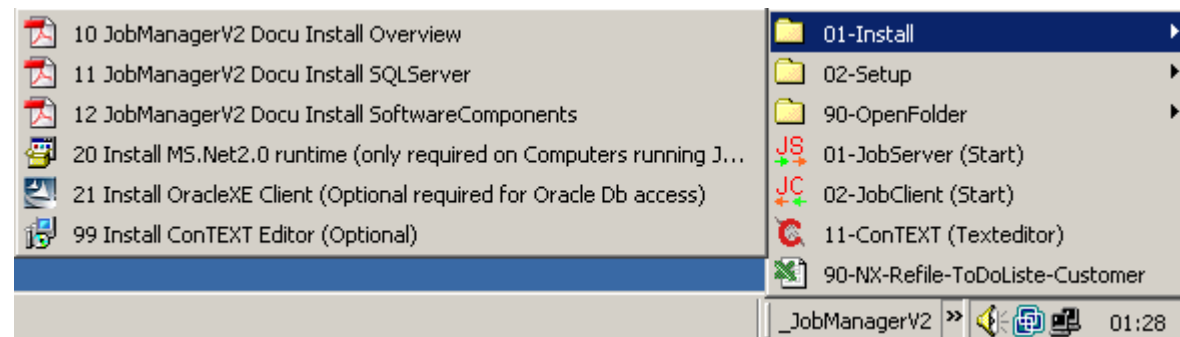 10 JobManagerV2 Docu Install Overview
11 JobManagerV2 Docu Install SQLServer
12 JobManagerV2 Docu Install SoftwareComponents
20 Install MS.Net2.0 runtime (only required on Computers running J...
21 Install OracleXE Client (Optional required for Oracle Db access)
99 Install ConTEXT Editor (Optional)
01-Install
02-Setup
90-OpenFolder
JS 01-JobServer (Start)
JC 02-JobClient (Start)
11-ConTEXT (Texteditor)
90-NX-Refile-ToDoListe-Customer
_JobManagerV2 » 01:28